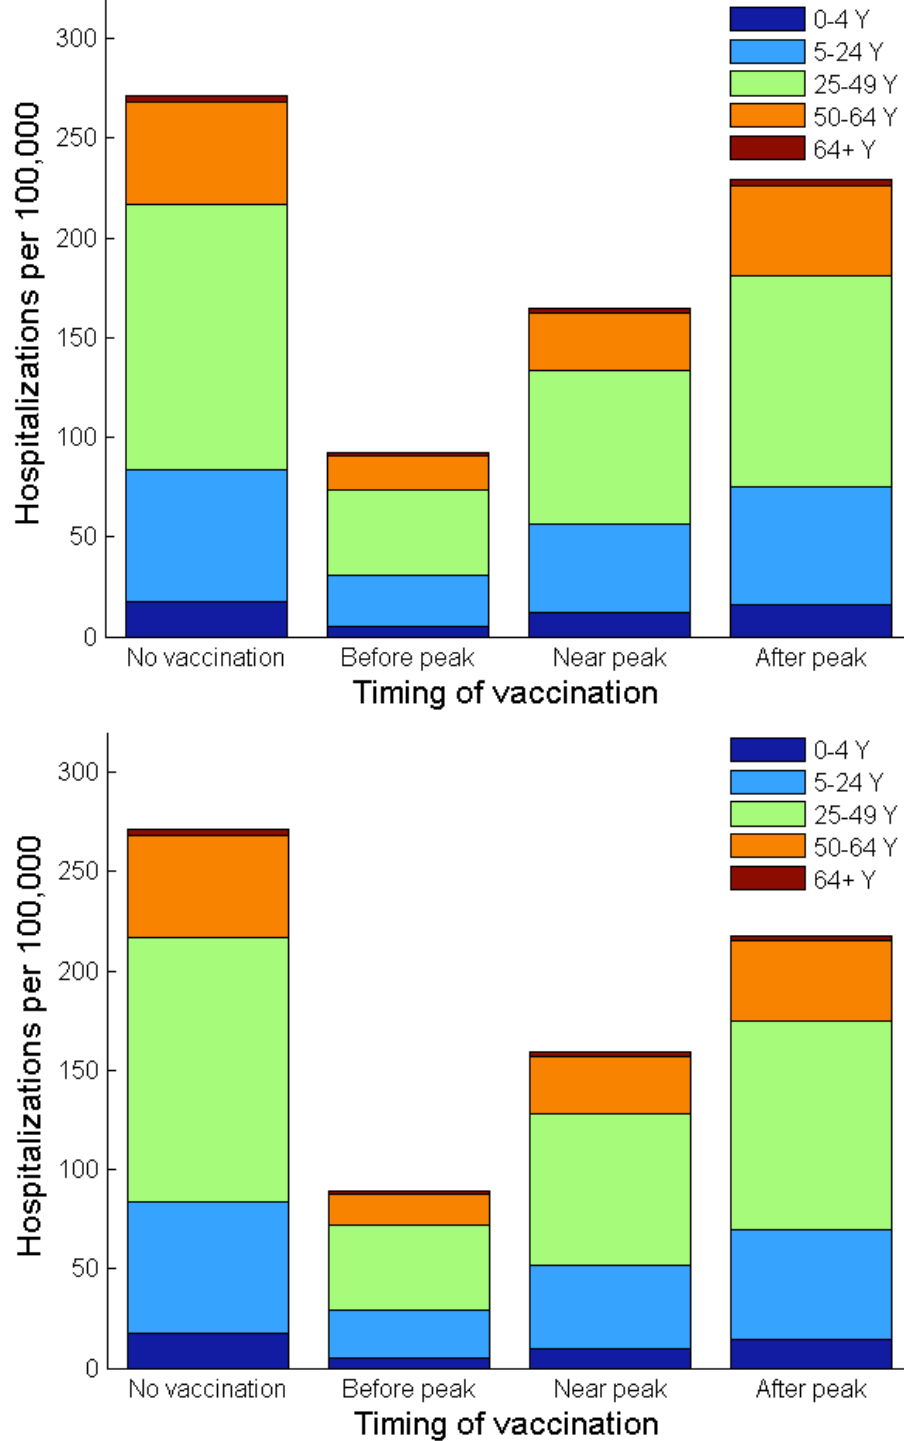 300
250
200
150
100
50
0
Hospitalizations per 100,000
0-4 Y
5-24 Y
25-49 Y
50-64 Y
64+ Y
No vaccination Before peak Near peak After peak
Timing of vaccination
300
250
200
150
100
50
0
Hospitalizations per 100,000
0-4 Y
5-24 Y
25-49 Y
50-64 Y
64+ Y
No vaccination Before peak Near peak After peak
Timing of vaccination